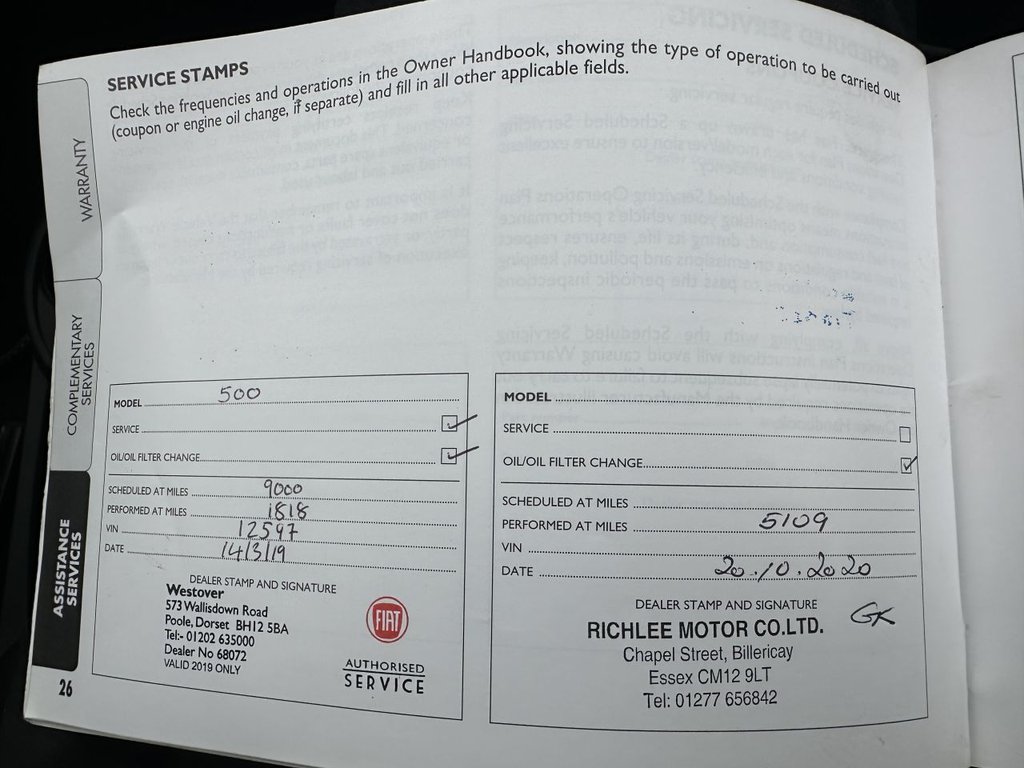 SERVICE STAMPS
Check the frequencies and operations in the Owner Handbook, showing the type of operation to be carried out
(coupon or engine oil change, if separate) and fill in all other applicable fields.
WARRANTY
COMPLEMENTARY
SERVICES
ASSISTANCE
SERVICES
MODEL 500
SERVICE ✓
OIL/OIL FILTER CHANGE ✓
SCHEDULED AT MILES 9000
PERFORMED AT MILES 1818
VIN 12597
DATE 14/3/19
DEALER STAMP AND SIGNATURE
Westover
573 Wallisdown Road
Poole, Dorset BH12 5BA
Tel:- 01202 635000
Dealer No 68072
VALID 2019 ONLY
FIAT
AUTHORISED
SERVICE
MODEL
SERVICE
OIL/OIL FILTER CHANGE ✓
SCHEDULED AT MILES
PERFORMED AT MILES 5109
VIN
DATE 20.10.2020
DEALER STAMP AND SIGNATURE
GK
RICHLEE MOTOR CO.LTD.
Chapel Street, Billericay
Essex CM12 9LT
Tel: 01277 656842
26